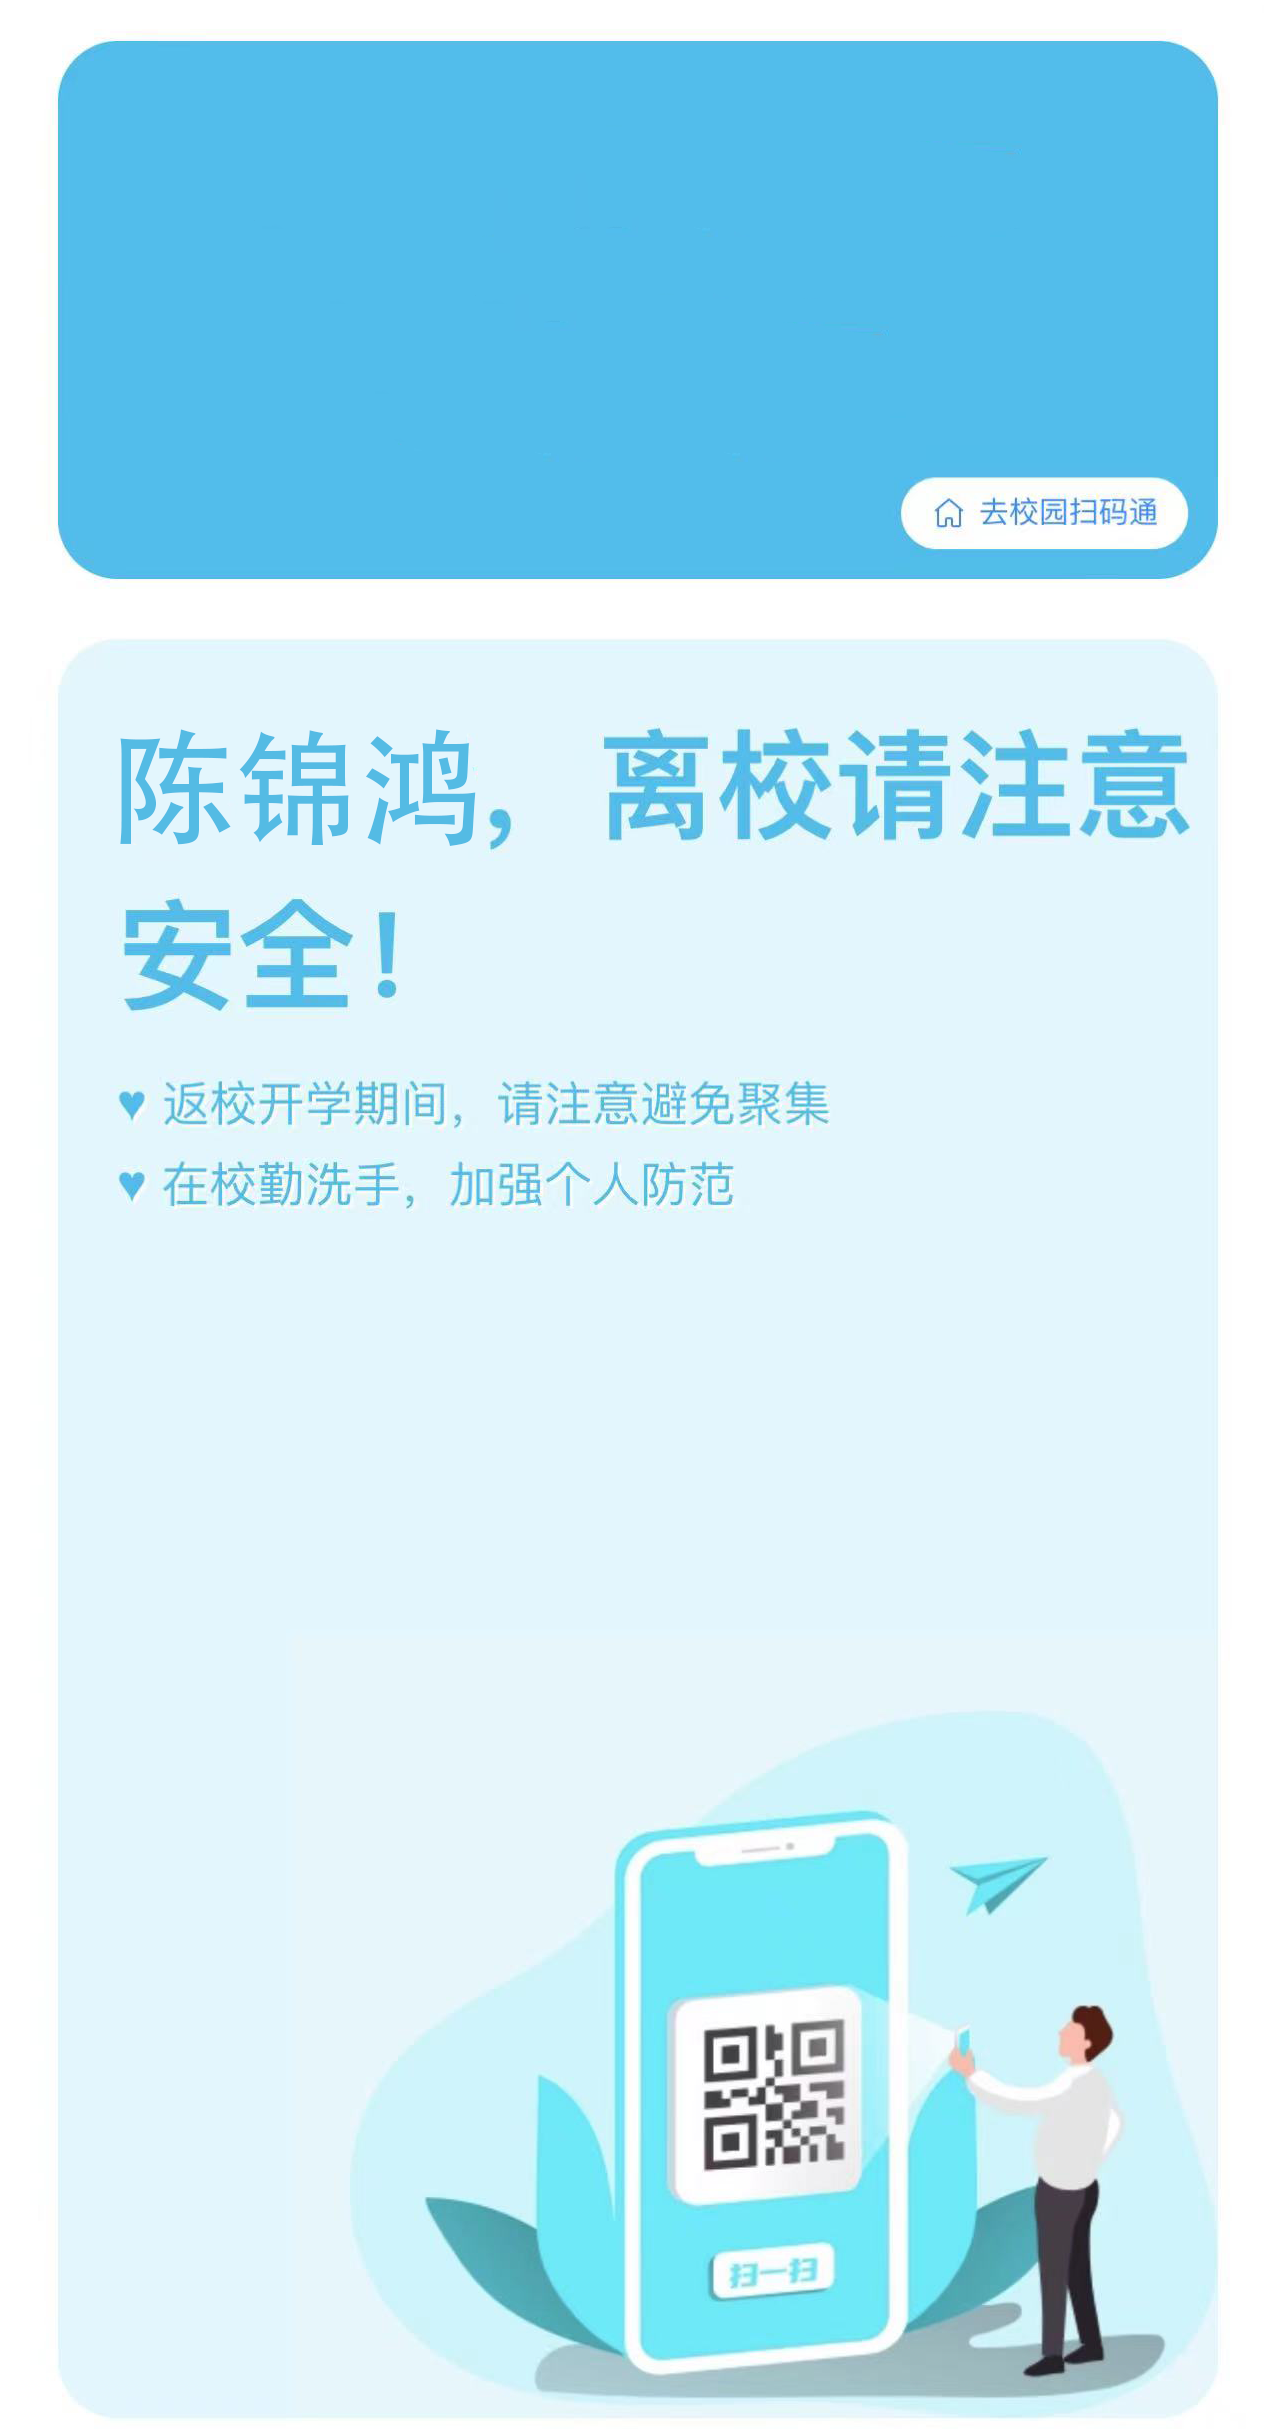 去校园扫码通
陈锦鸿，离校请注意
安全！
♥ 返校开学期间，请注意避免聚集
♥ 在校勤洗手，加强个人防范
扫一扫